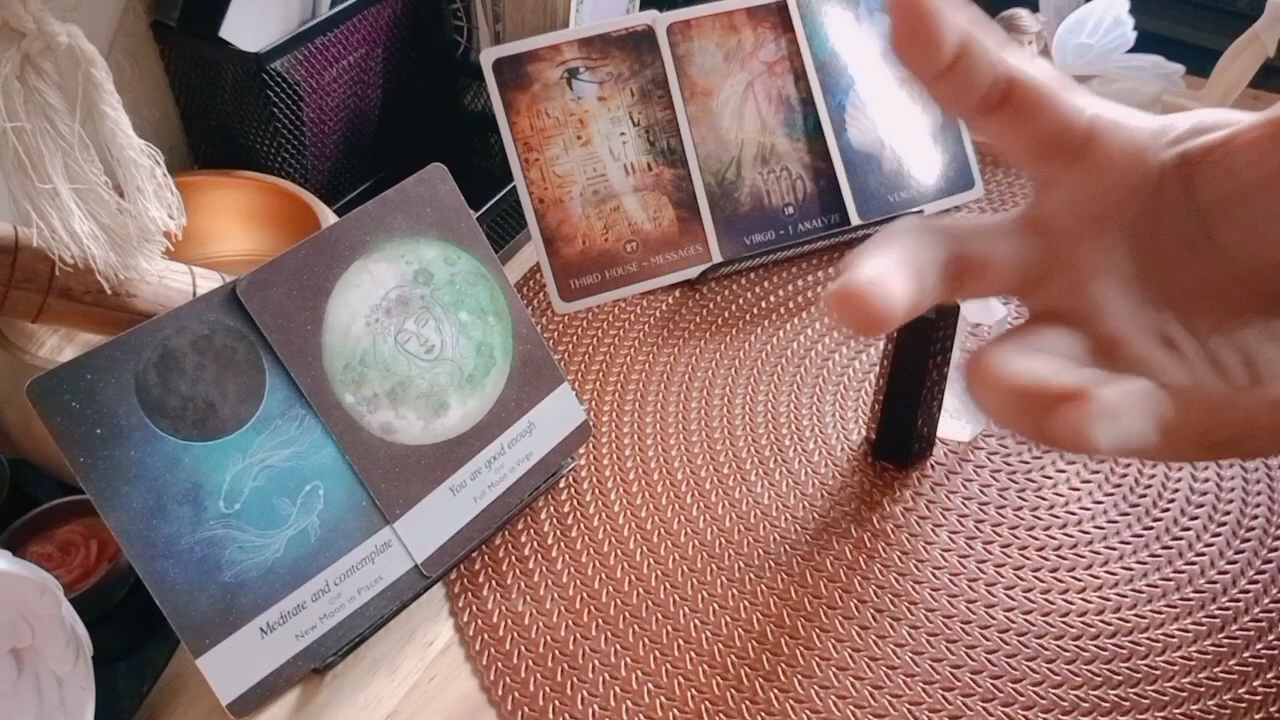 27
THIRD HOUSE ~ MESSAGES
18
VIRGO ~ I ANALYZE
You are good enough
Full Moon in Virgo
Meditate and contemplate
New Moon in Pisces